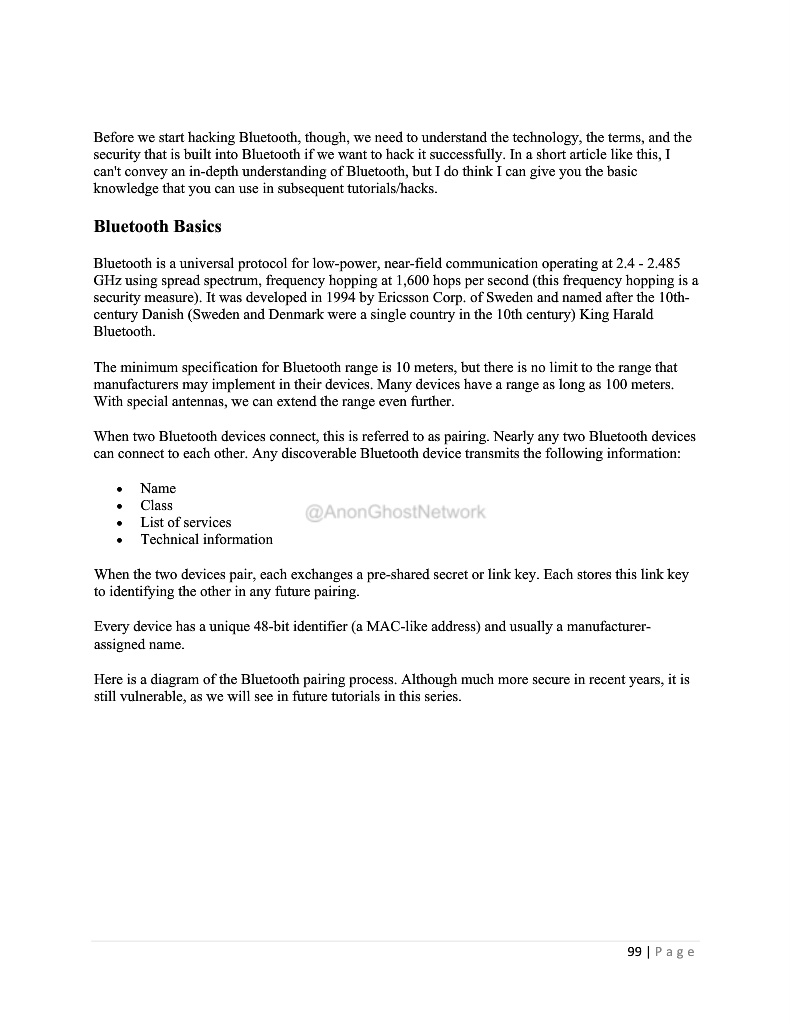 Before we start hacking Bluetooth, though, we need to understand the technology, the terms, and the
security that is built into Bluetooth if we want to hack it successfully. In a short article like this, I
can't convey an in-depth understanding of Bluetooth, but I do think I can give you the basic
knowledge that you can use in subsequent tutorials/hacks.
Bluetooth Basics
Bluetooth is a universal protocol for low-power, near-field communication operating at 2.4 - 2.485
GHz using spread spectrum, frequency hopping at 1,600 hops per second (this frequency hopping is a
security measure). It was developed in 1994 by Ericsson Corp. of Sweden and named after the 10th-
century Danish (Sweden and Denmark were a single country in the 10th century) King Harald
Bluetooth.
The minimum specification for Bluetooth range is 10 meters, but there is no limit to the range that
manufacturers may implement in their devices. Many devices have a range as long as 100 meters.
With special antennas, we can extend the range even further.
When two Bluetooth devices connect, this is referred to as pairing. Nearly any two Bluetooth devices
can connect to each other. Any discoverable Bluetooth device transmits the following information:
• Name
• Class
• List of services
• Technical information
@AnonGhostNetwork
When the two devices pair, each exchanges a pre-shared secret or link key. Each stores this link key
to identifying the other in any future pairing.
Every device has a unique 48-bit identifier (a MAC-like address) and usually a manufacturer-
assigned name.
Here is a diagram of the Bluetooth pairing process. Although much more secure in recent years, it is
still vulnerable, as we will see in future tutorials in this series.
99 | Page